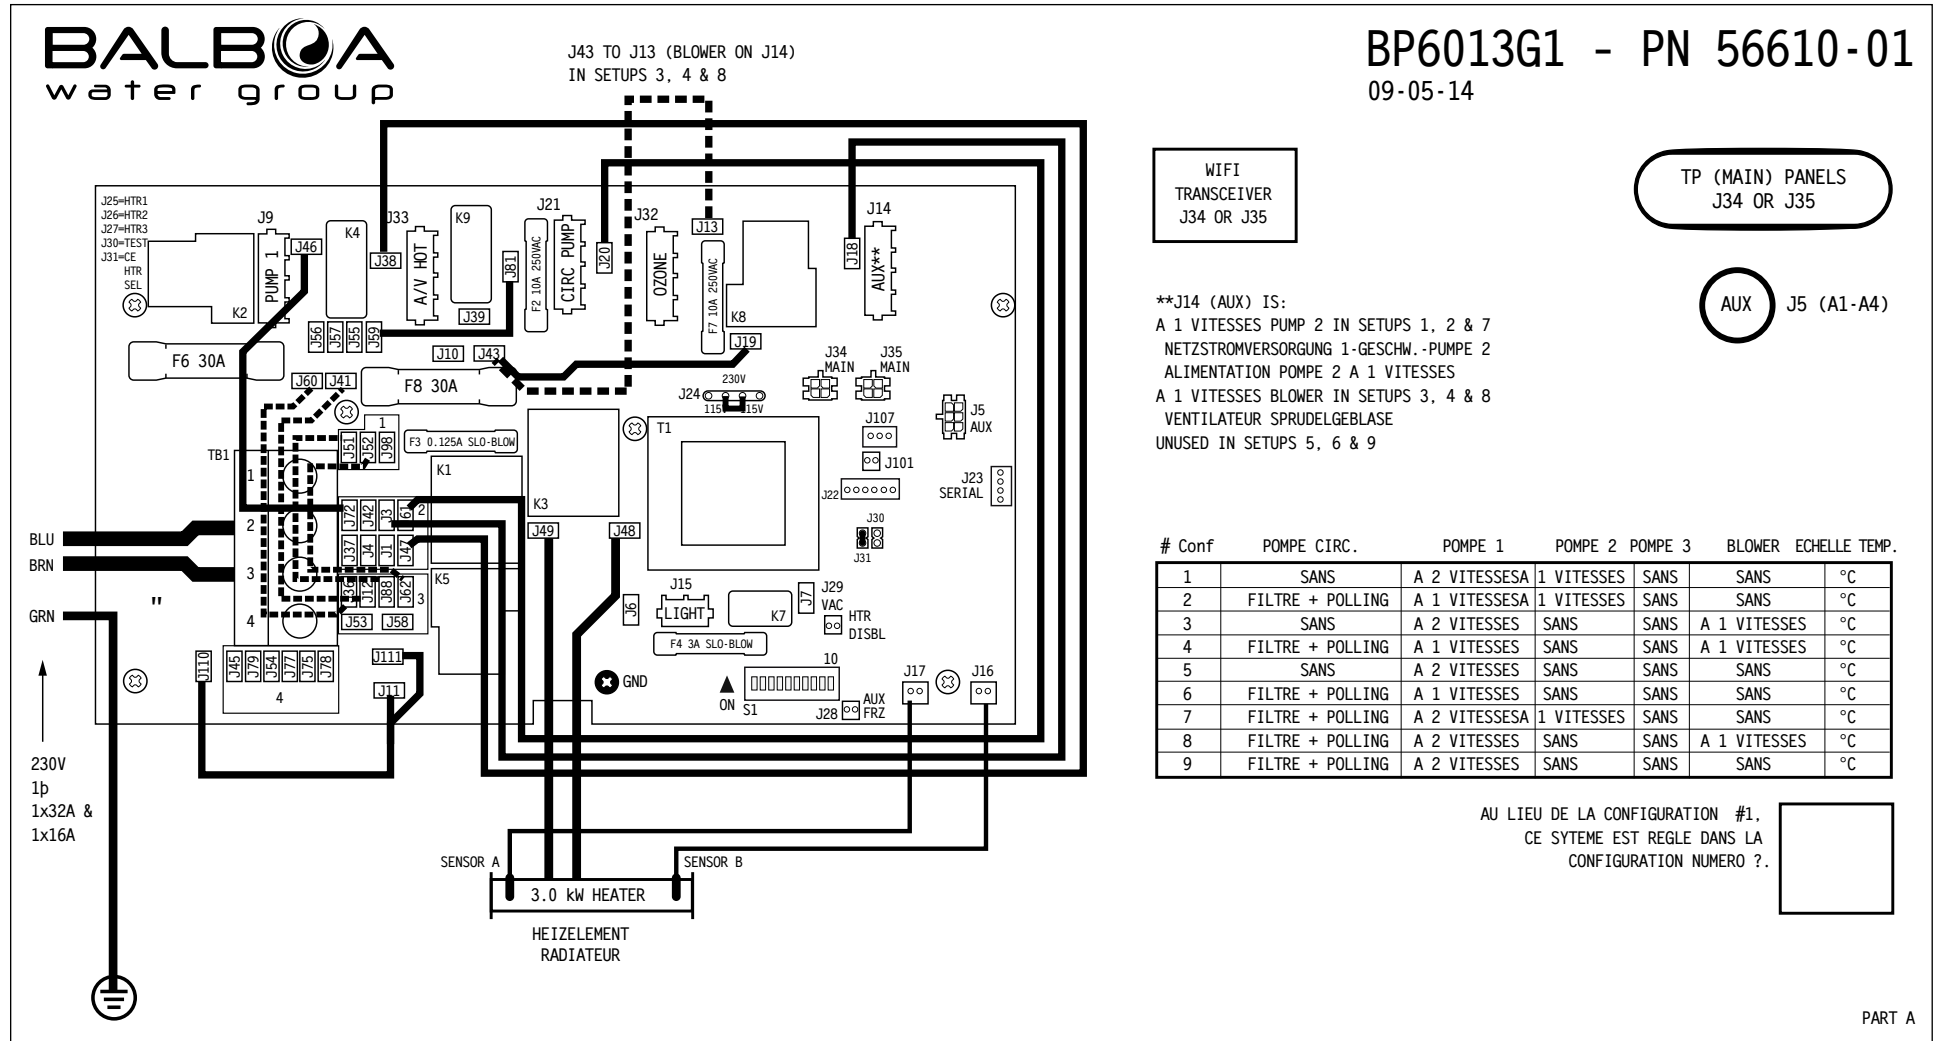 BALBOA
water group
J43 TO J13 (BLOWER ON J14)
IN SETUPS 3, 4 & 8
BP6013G1 - PN 56610-01
09-05-14
WIFI
TRANSCEIVER
J34 OR J35
TP (MAIN) PANELS
J34 OR J35
AUX
J5 (A1-A4)
**J14 (AUX) IS:
A 1 VITESSES PUMP 2 IN SETUPS 1, 2 & 7
NETZSTROMVERSORGUNG 1-GESCHW.-PUMPE 2
ALIMENTATION POMPE 2 A 1 VITESSES
A 1 VITESSES BLOWER IN SETUPS 3, 4 & 8
VENTILATEUR SPRUDELGEBLASE
UNUSED IN SETUPS 5, 6 & 9
J25=HTR1
J26=HTR2
J27=HTR3
J30=TEST
J31=CE
HTR
SEL
J9
PUMP 1
J46
K2
K4
J33
J38
A/V HOT
K9
J39
J81
J21
F2 10A 250VAC
CIRC PUMP
J20
J32
OZONE
J13
F7 10A 250VAC
K8
J19
J14
J18
AUX**
J56
J57
J55
J59
J10
J43
F6 30A
J60
J41
F8 30A
J24
230V
115V
115V
J34
MAIN
J35
MAIN
J5
AUX
J107
J101
J22
J23
SERIAL
J30
J31
1
J51
J52
J98
F3 0.125A SLO-BLOW
T1
TB1
1
2
3
4
K1
K3
J72
J42
J3
J61
2
J37
J4
J1
J47
J49
J48
J36
J12
J88
J62
3
K5
J53
J58
J6
J15
LIGHT
K7
J7
J29
VAC
HTR
DISBL
F4 3A SLO-BLOW
BLU
BRN
GRN
"
J110
J45
J79
J54
J77
J75
J78
4
J111
J11
GND
ON
S1
10
J28
AUX
FRZ
J17
J16
230V
1þ
1x32A &
1x16A
SENSOR A
SENSOR B
3.0 kW HEATER
HEIZELEMENT
RADIATEUR
# Conf POMPE CIRC. POMPE 1 POMPE 2 POMPE 3 BLOWER ECHELLE TEMP.
1 SANS A 2 VITESSESA 1 VITESSES SANS SANS °C
2 FILTRE + POLLING A 1 VITESSESA 1 VITESSES SANS SANS °C
3 SANS A 2 VITESSES SANS SANS A 1 VITESSES °C
4 FILTRE + POLLING A 1 VITESSES SANS SANS A 1 VITESSES °C
5 SANS A 2 VITESSES SANS SANS SANS °C
6 FILTRE + POLLING A 1 VITESSES SANS SANS SANS °C
7 FILTRE + POLLING A 2 VITESSESA 1 VITESSES SANS SANS °C
8 FILTRE + POLLING A 2 VITESSES SANS SANS A 1 VITESSES °C
9 FILTRE + POLLING A 2 VITESSES SANS SANS SANS °C
AU LIEU DE LA CONFIGURATION #1,
CE SYTEME EST REGLE DANS LA
CONFIGURATION NUMERO ?.
PART A